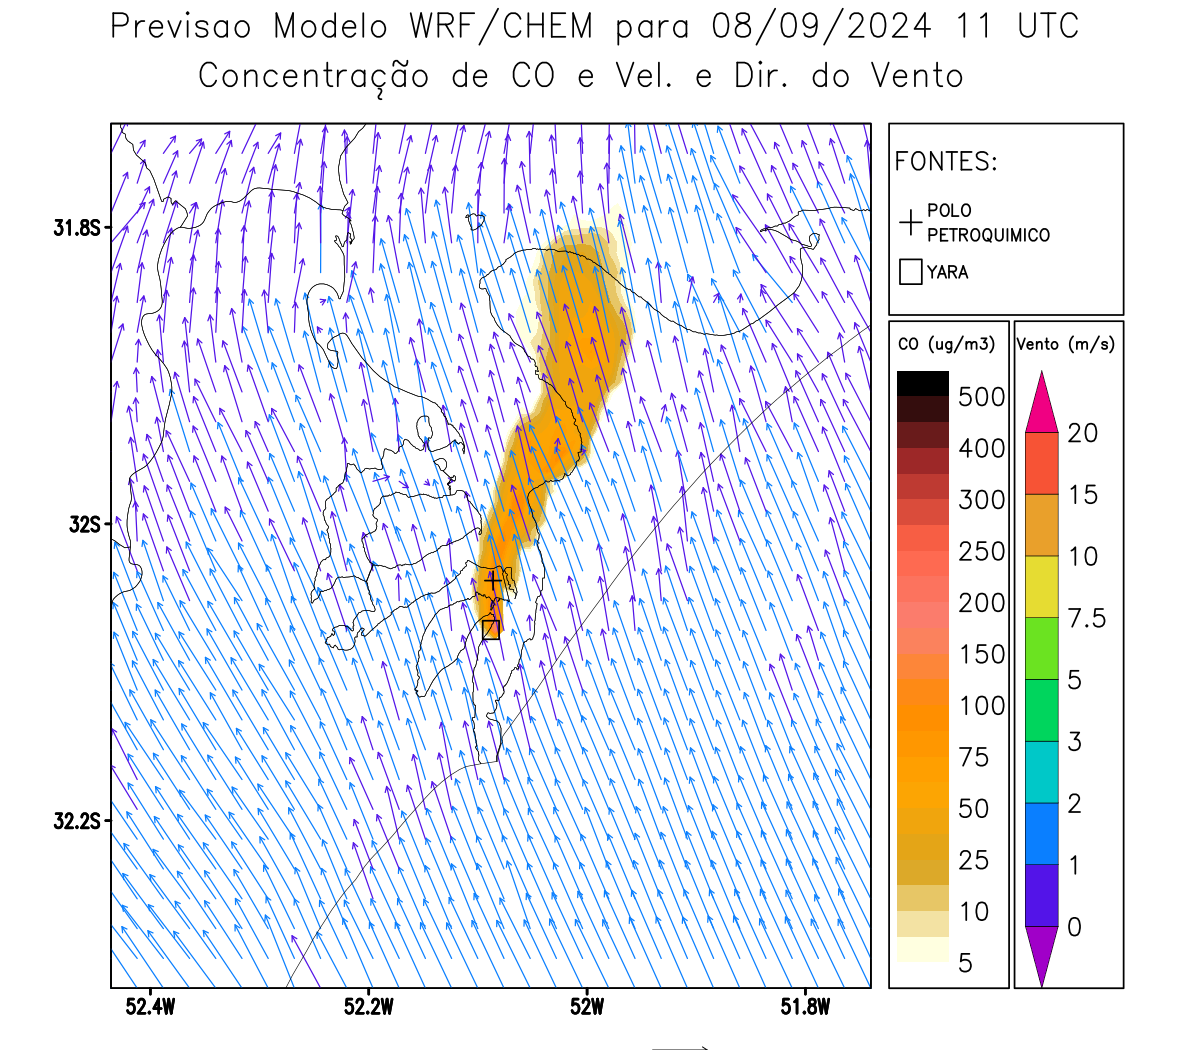 Previsao Modelo WRF/CHEM para 08/09/2024 11 UTC
Concentração de CO e Vel. e Dir. do Vento
FONTES:
POLO
PETROQUIMICO
YARA
CO (ug/m3)
500
400
300
250
200
150
100
75
50
25
10
5
Vento (m/s)
20
15
10
7.5
5
3
2
1
0
31.8S
32S
32.2S
52.4W
52.2W
52W
51.8W